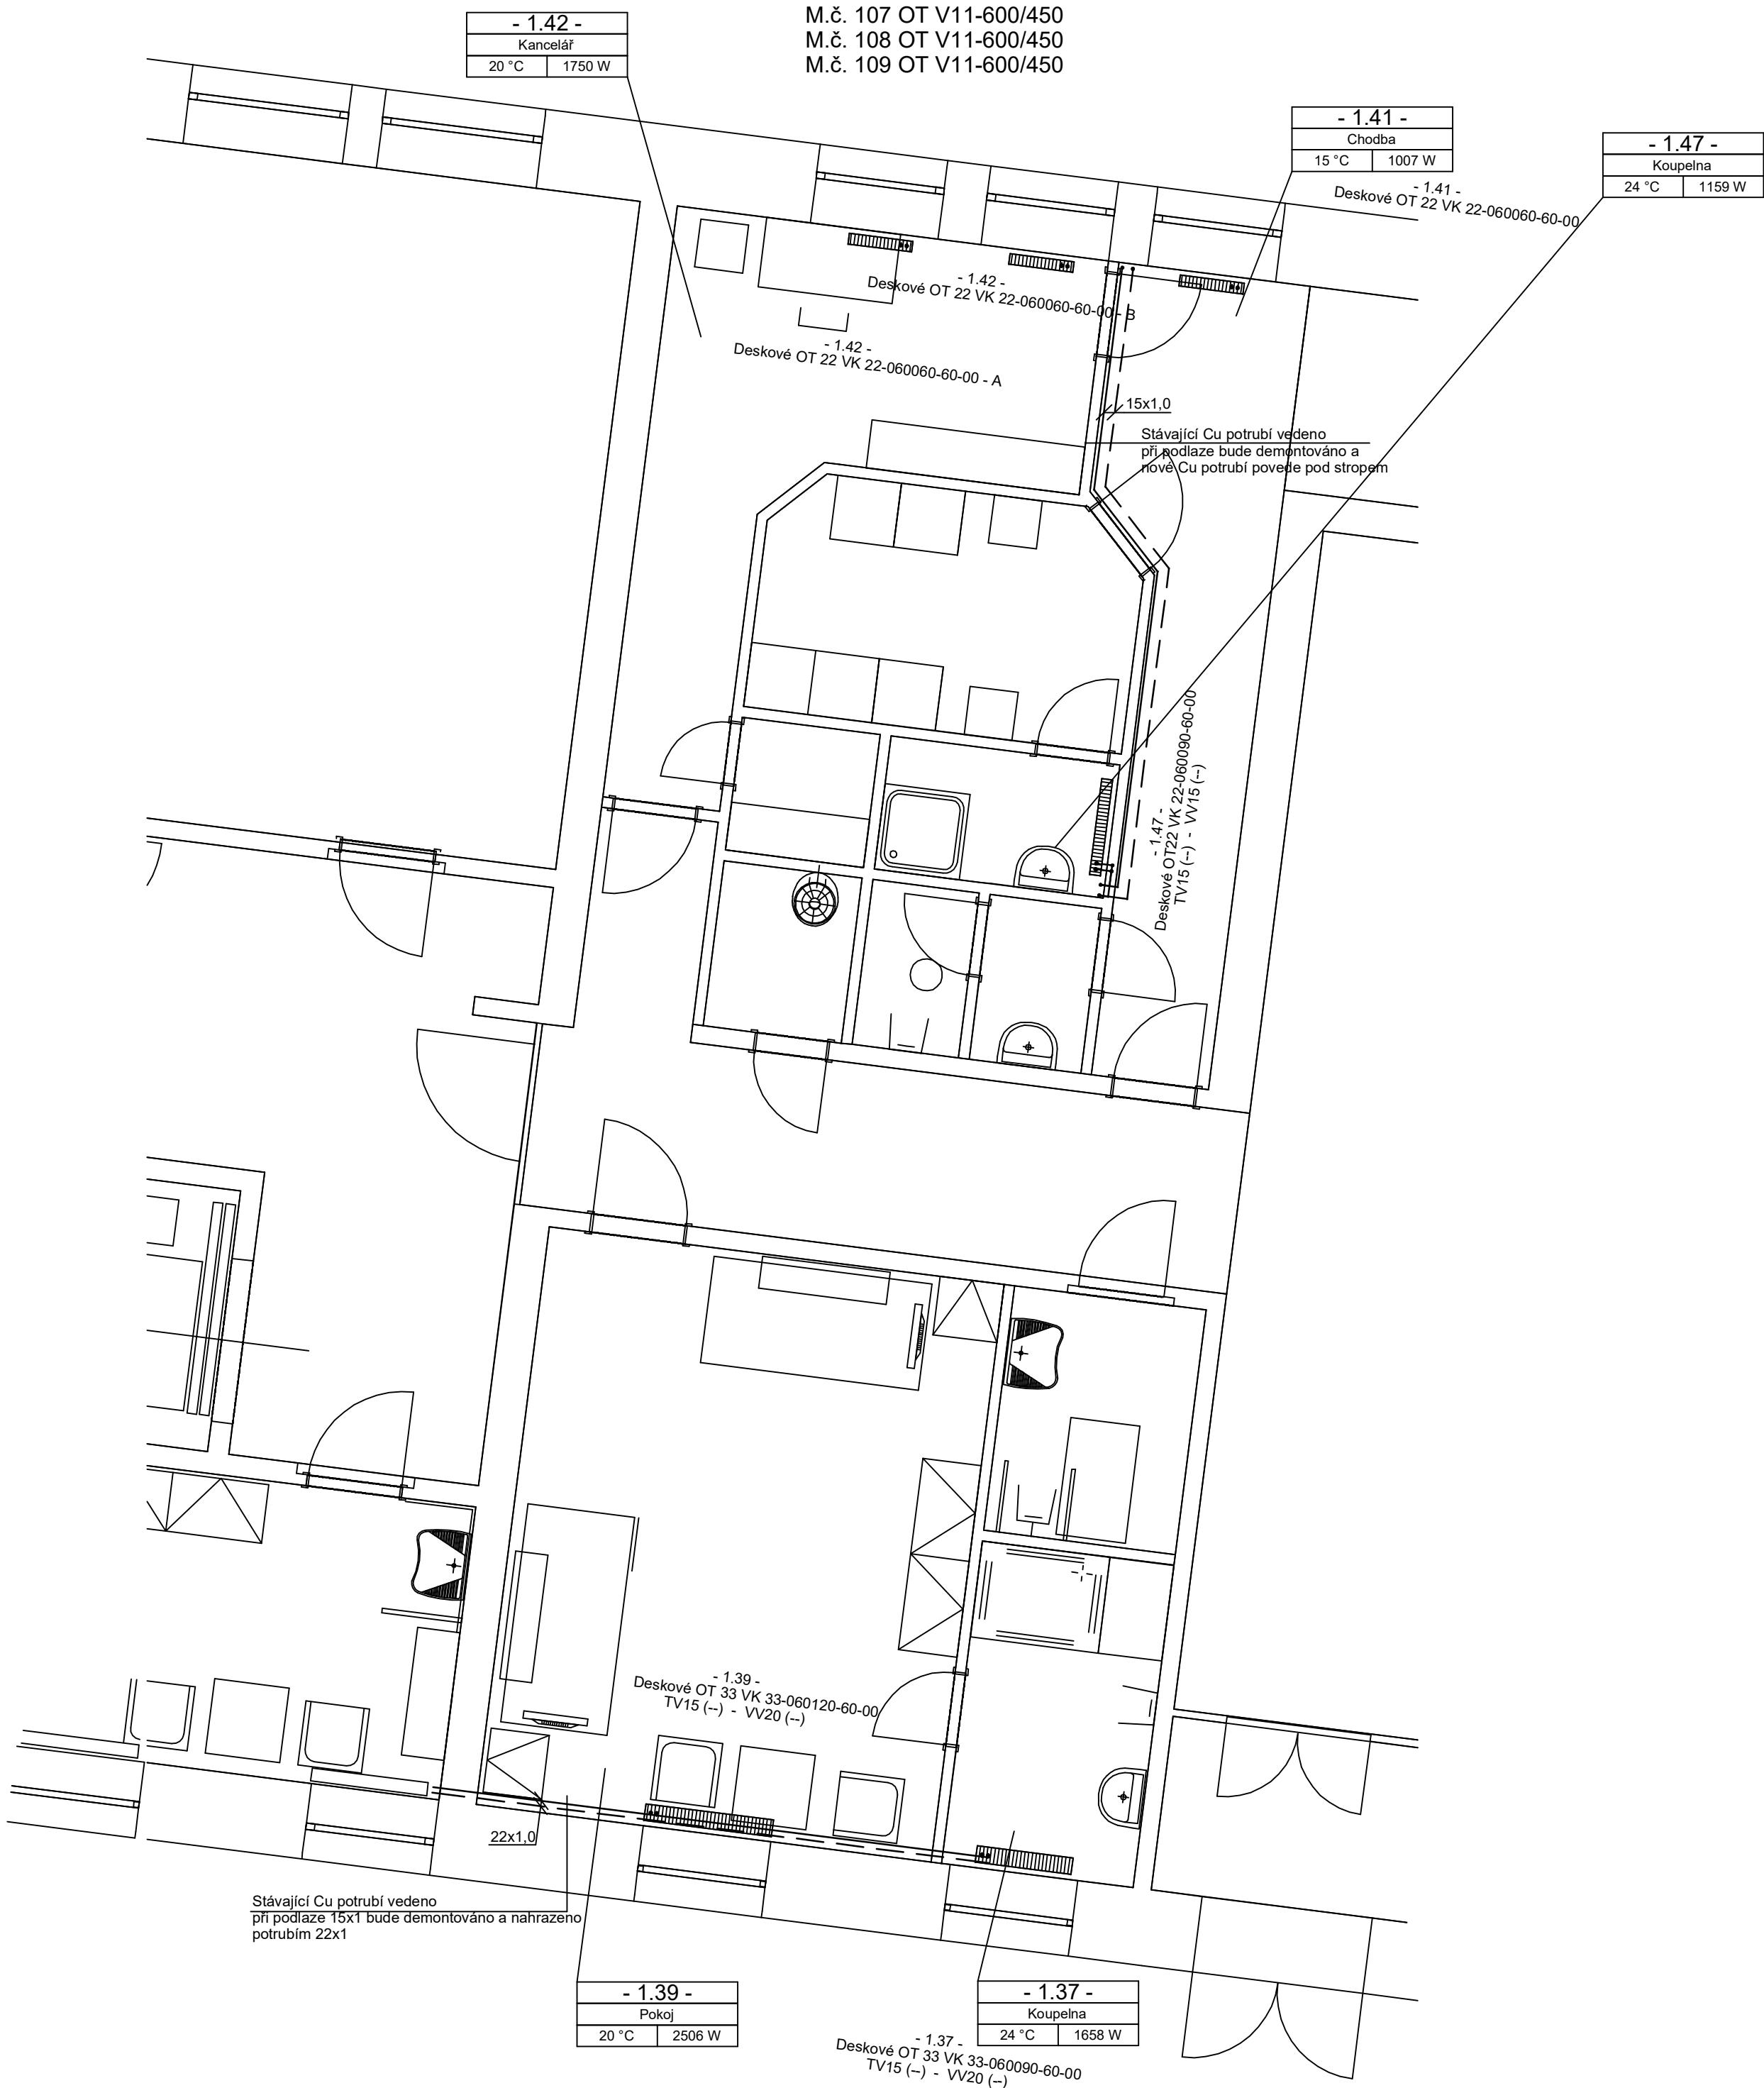 M.č. 107 OT V11-600/450
M.č. 108 OT V11-600/450
M.č. 109 OT V11-600/450
- 1.42 -
Kancelář
20 °C 1750 W
- 1.41 -
Chodba
15 °C 1007 W
- 1.47 -
Koupelna
24 °C 1159 W
- 1.41 -
Deskové OT 22 VK 22-060060-60-00
- 1.42 -
Deskové OT 22 VK 22-060060-60-00 - B
- 1.42 -
Deskové OT 22 VK 22-060060-60-00 - A
15x1,0
Stávající Cu potrubí vedeno
při podlaze bude demontováno a
nové Cu potrubí povede pod stropem
- 1.47 -
Deskové OT22 VK 22-060090-60-00
TV15 (--) - VV15 (--)
- 1.39 -
Deskové OT 33 VK 33-060120-60-00
TV15 (--) - VV20 (--)
22x1,0
Stávající Cu potrubí vedeno
při podlaze 15x1 bude demontováno a nahrazeno
potrubím 22x1
- 1.39 -
Pokoj
20 °C 2506 W
- 1.37 -
Koupelna
24 °C 1658 W
- 1.37 -
Deskové OT 33 VK 33-060090-60-00
TV15 (--) - VV20 (--)